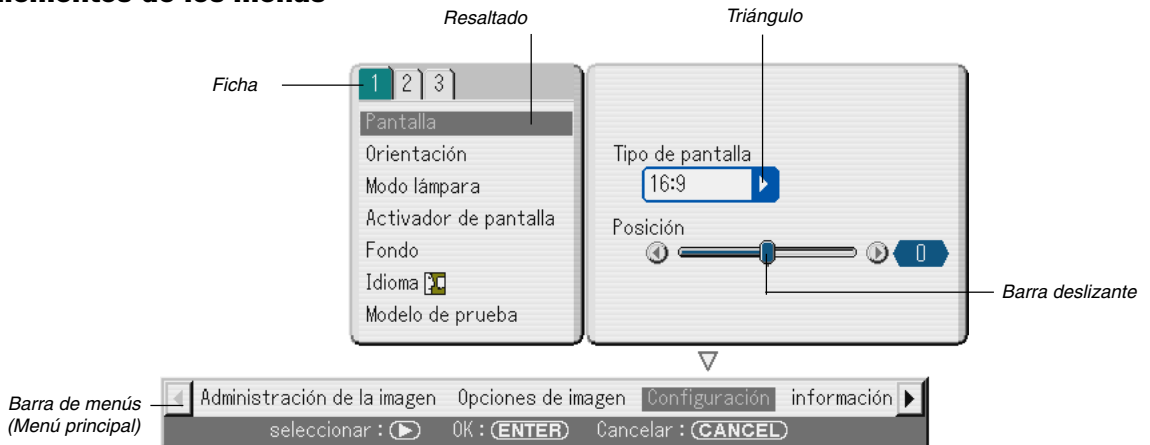 Elementos de los menús
Resaltado
Triángulo
Ficha
1 2 3
Pantalla
Orientación
Modo lámpara
Activador de pantalla
Fondo
Idioma
Modelo de prueba
Tipo de pantalla
16:9
Posición
0
Barra deslizante
Barra de menús
(Menú principal)
Administración de la imagen Opciones de imagen Configuración información
seleccionar : OK : ENTER Cancelar : CANCEL